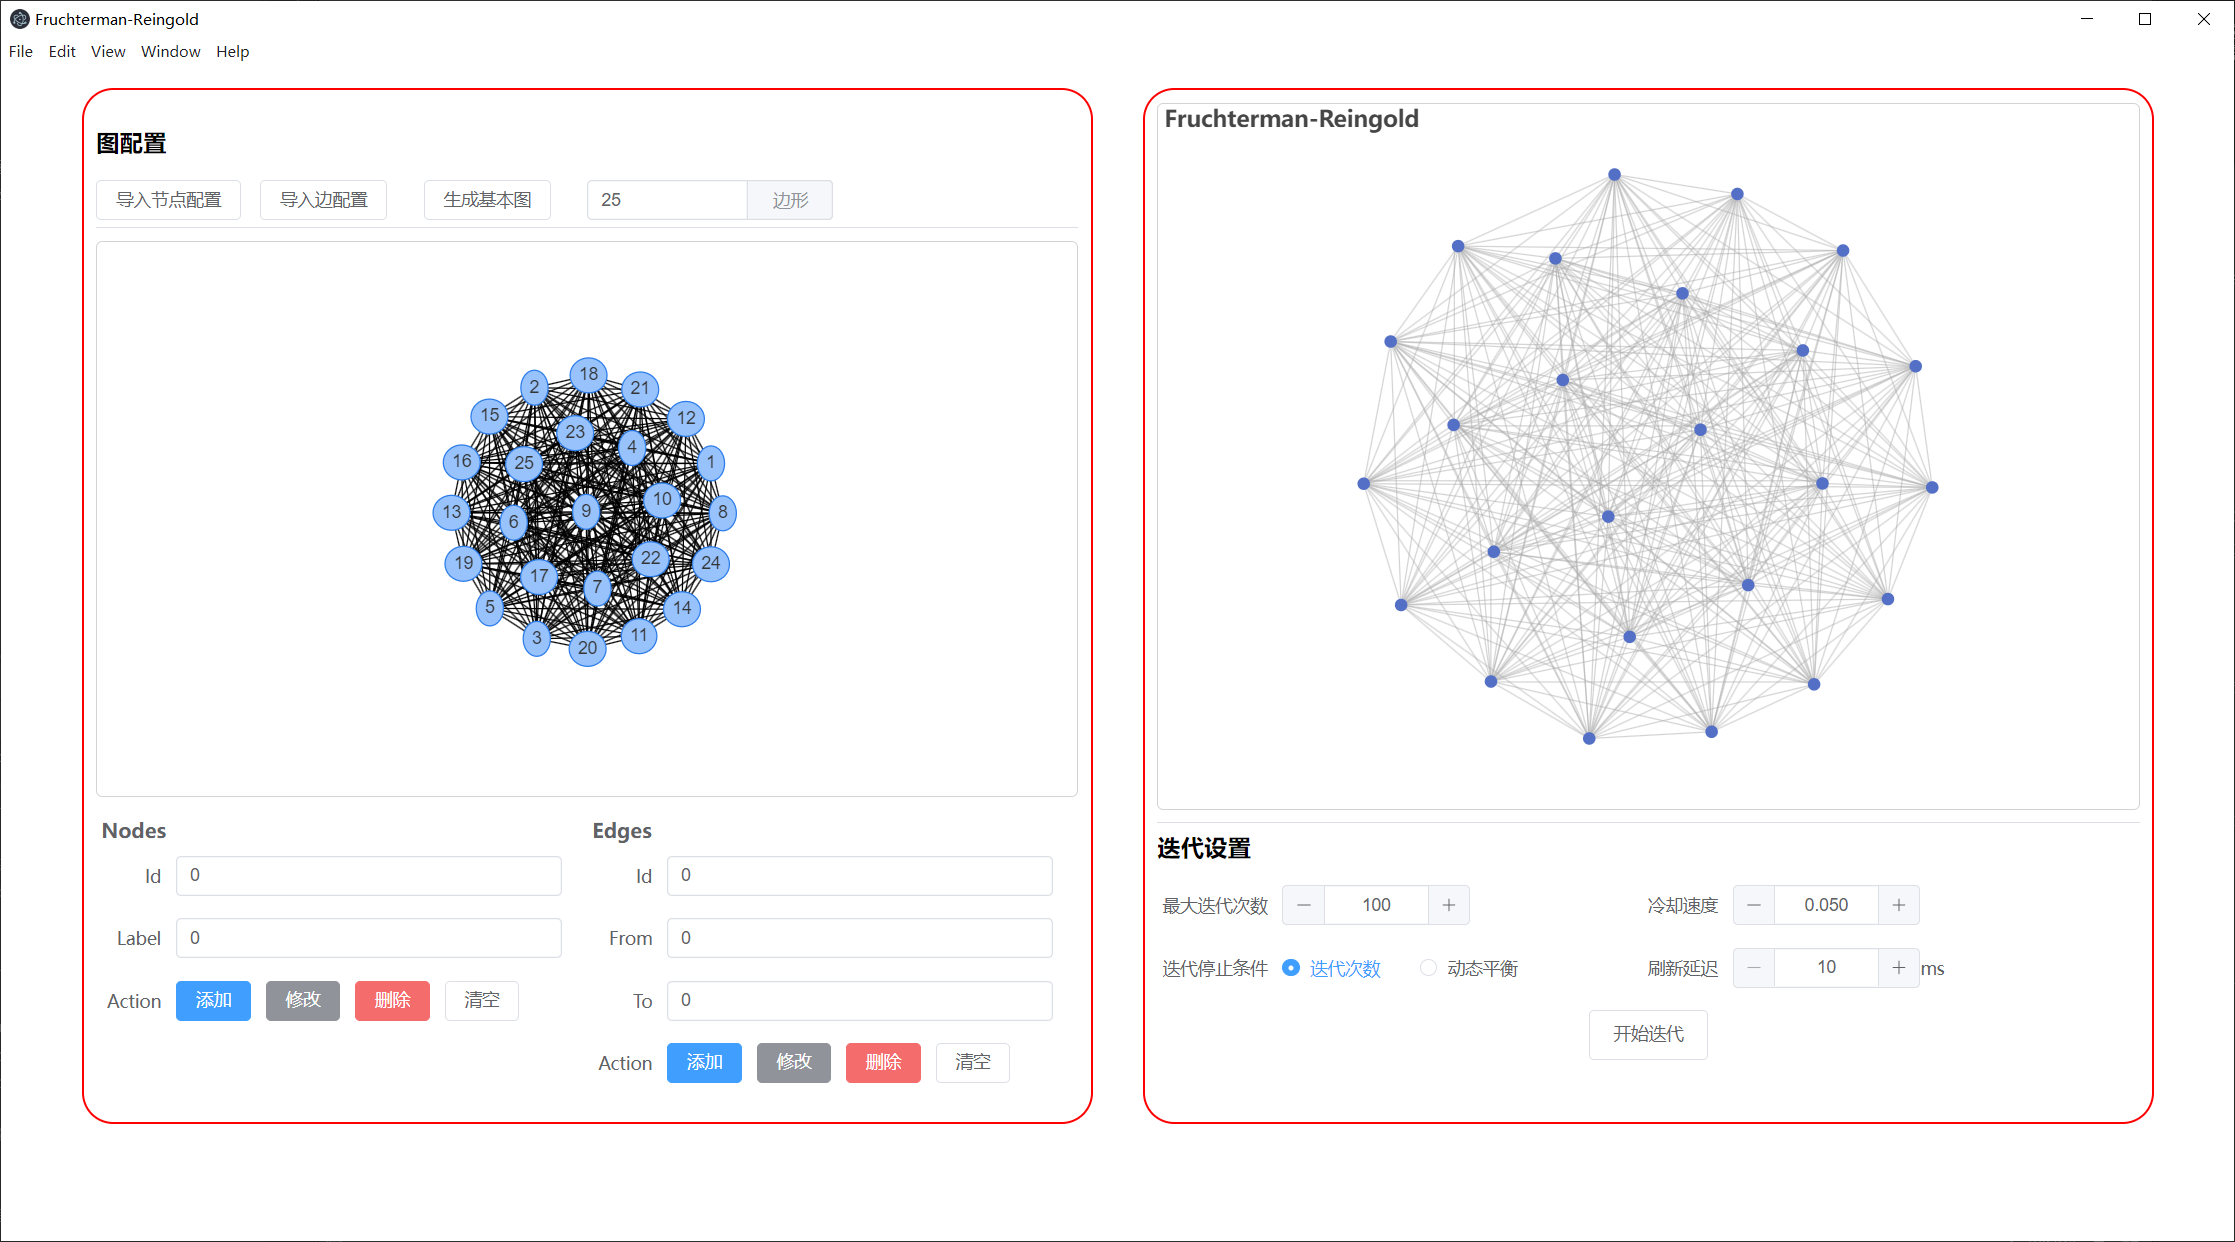 Fruchterman-Reingold
File Edit View Window Help
图配置
导入节点配置 导入边配置 生成基本图 25 边形
18
2
21
15
12
23
4
16
25
1
10
13
9
8
6
22
19
24
17
7
5
14
3
11
20
Nodes
Id 0
Label 0
Action 添加 修改 删除 清空
Edges
Id 0
From 0
To 0
Action 添加 修改 删除 清空
Fruchterman-Reingold
迭代设置
最大迭代次数 100 冷却速度 0.050
迭代停止条件 迭代次数 动态平衡 刷新延迟 10 ms
开始迭代